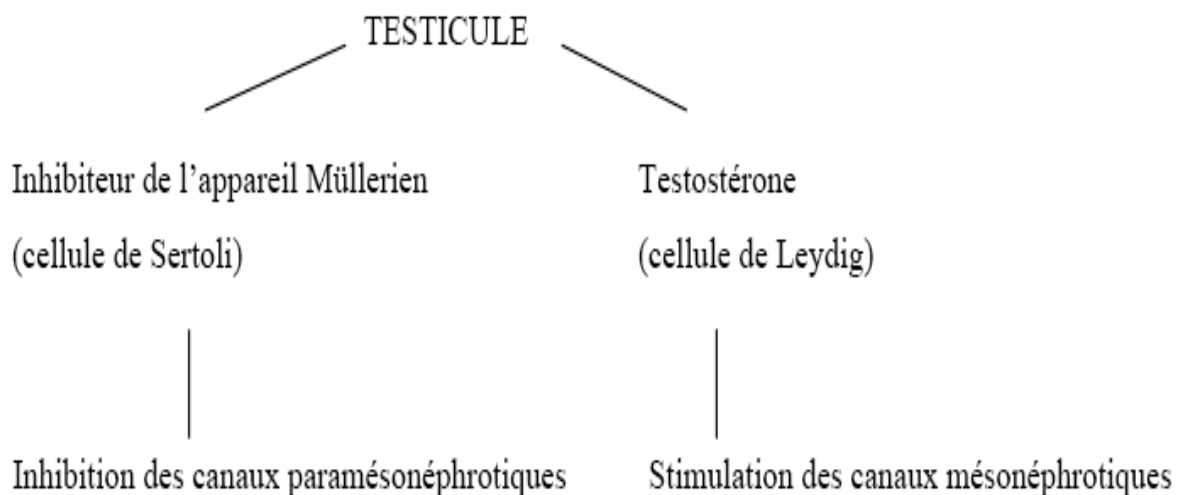 TESTICULE
Inhibiteur de l'appareil Müllerien
(cellule de Sertoli)
Inhibition des canaux paramésonéphrotiques
Testostérone
(cellule de Leydig)
Stimulation des canaux mésonéphrotiques